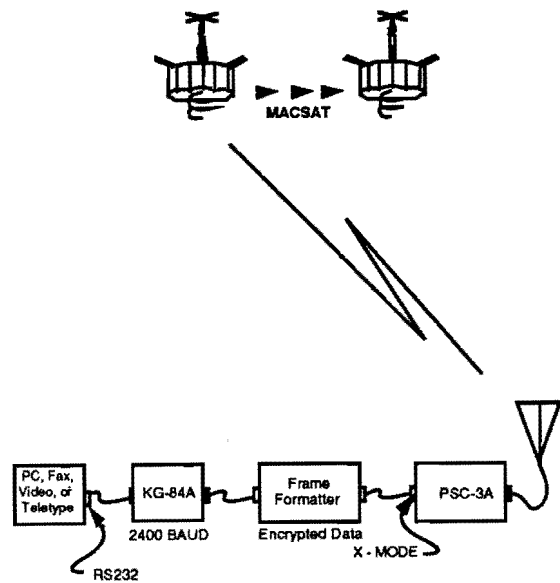 MACSAT
PC, Fax,
Video, or
Teletype
KG-84A
Frame
Formatter
PSC-3A
2400 BAUD
Encrypted Data
X - MODE
RS232